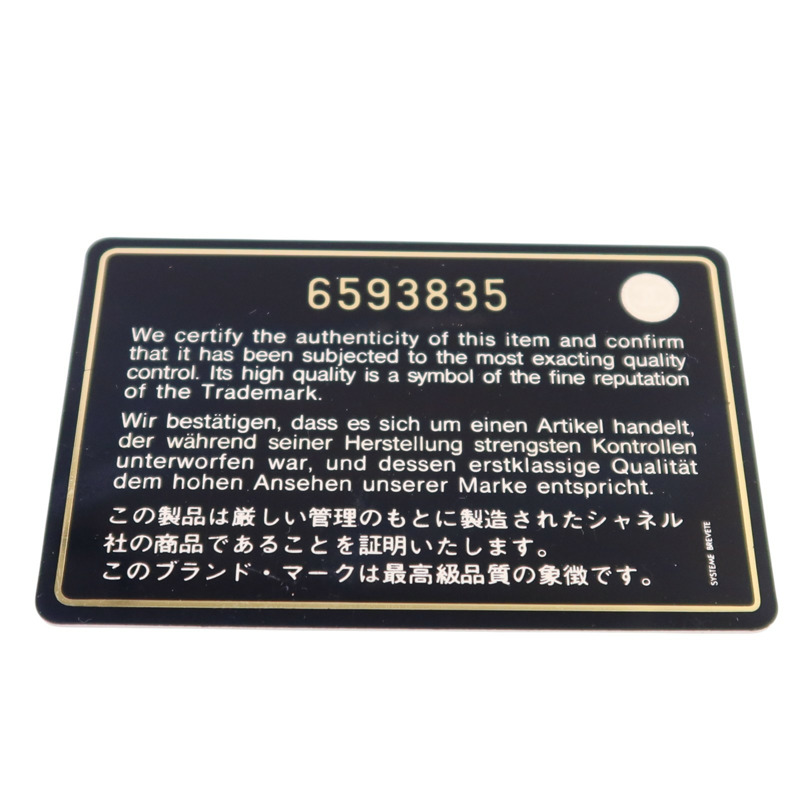 6593835
We certify the authenticity of this item and confirm
that it has been subjected to the most exacting quality
control. Its high quality is a symbol of the fine reputation
of the Trademark.
Wir bestätigen, dass es sich um einen Artikel handelt,
der während seiner Herstellung strengsten Kontrollen
unterworfen war, und dessen erstklassige Qualität
dem hohen Ansehen unserer Marke entspricht.
この製品は厳しい管理のもとに製造されたシャネル
社の商品であることを証明いたします。
このブランド・マークは最高級品質の象徴です。
SYSTEME BREVETE